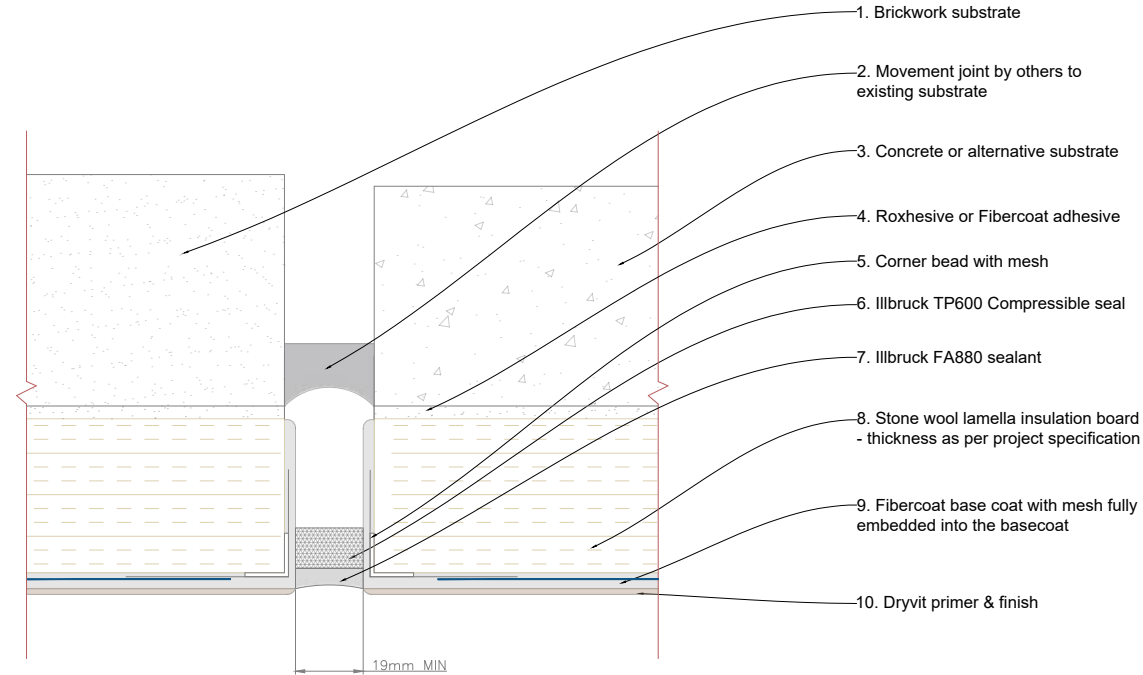 1. Brickwork substrate
2. Movement joint by others to
existing substrate
3. Concrete or alternative substrate
4. Roxhesive or Fibercoat adhesive
5. Corner bead with mesh
6. Illbruck TP600 Compressible seal
7. Illbruck FA880 sealant
8. Stone wool lamella insulation board
- thickness as per project specification
9. Fibercoat base coat with mesh fully
embedded into the basecoat
10. Dryvit primer & finish
19mm MIN